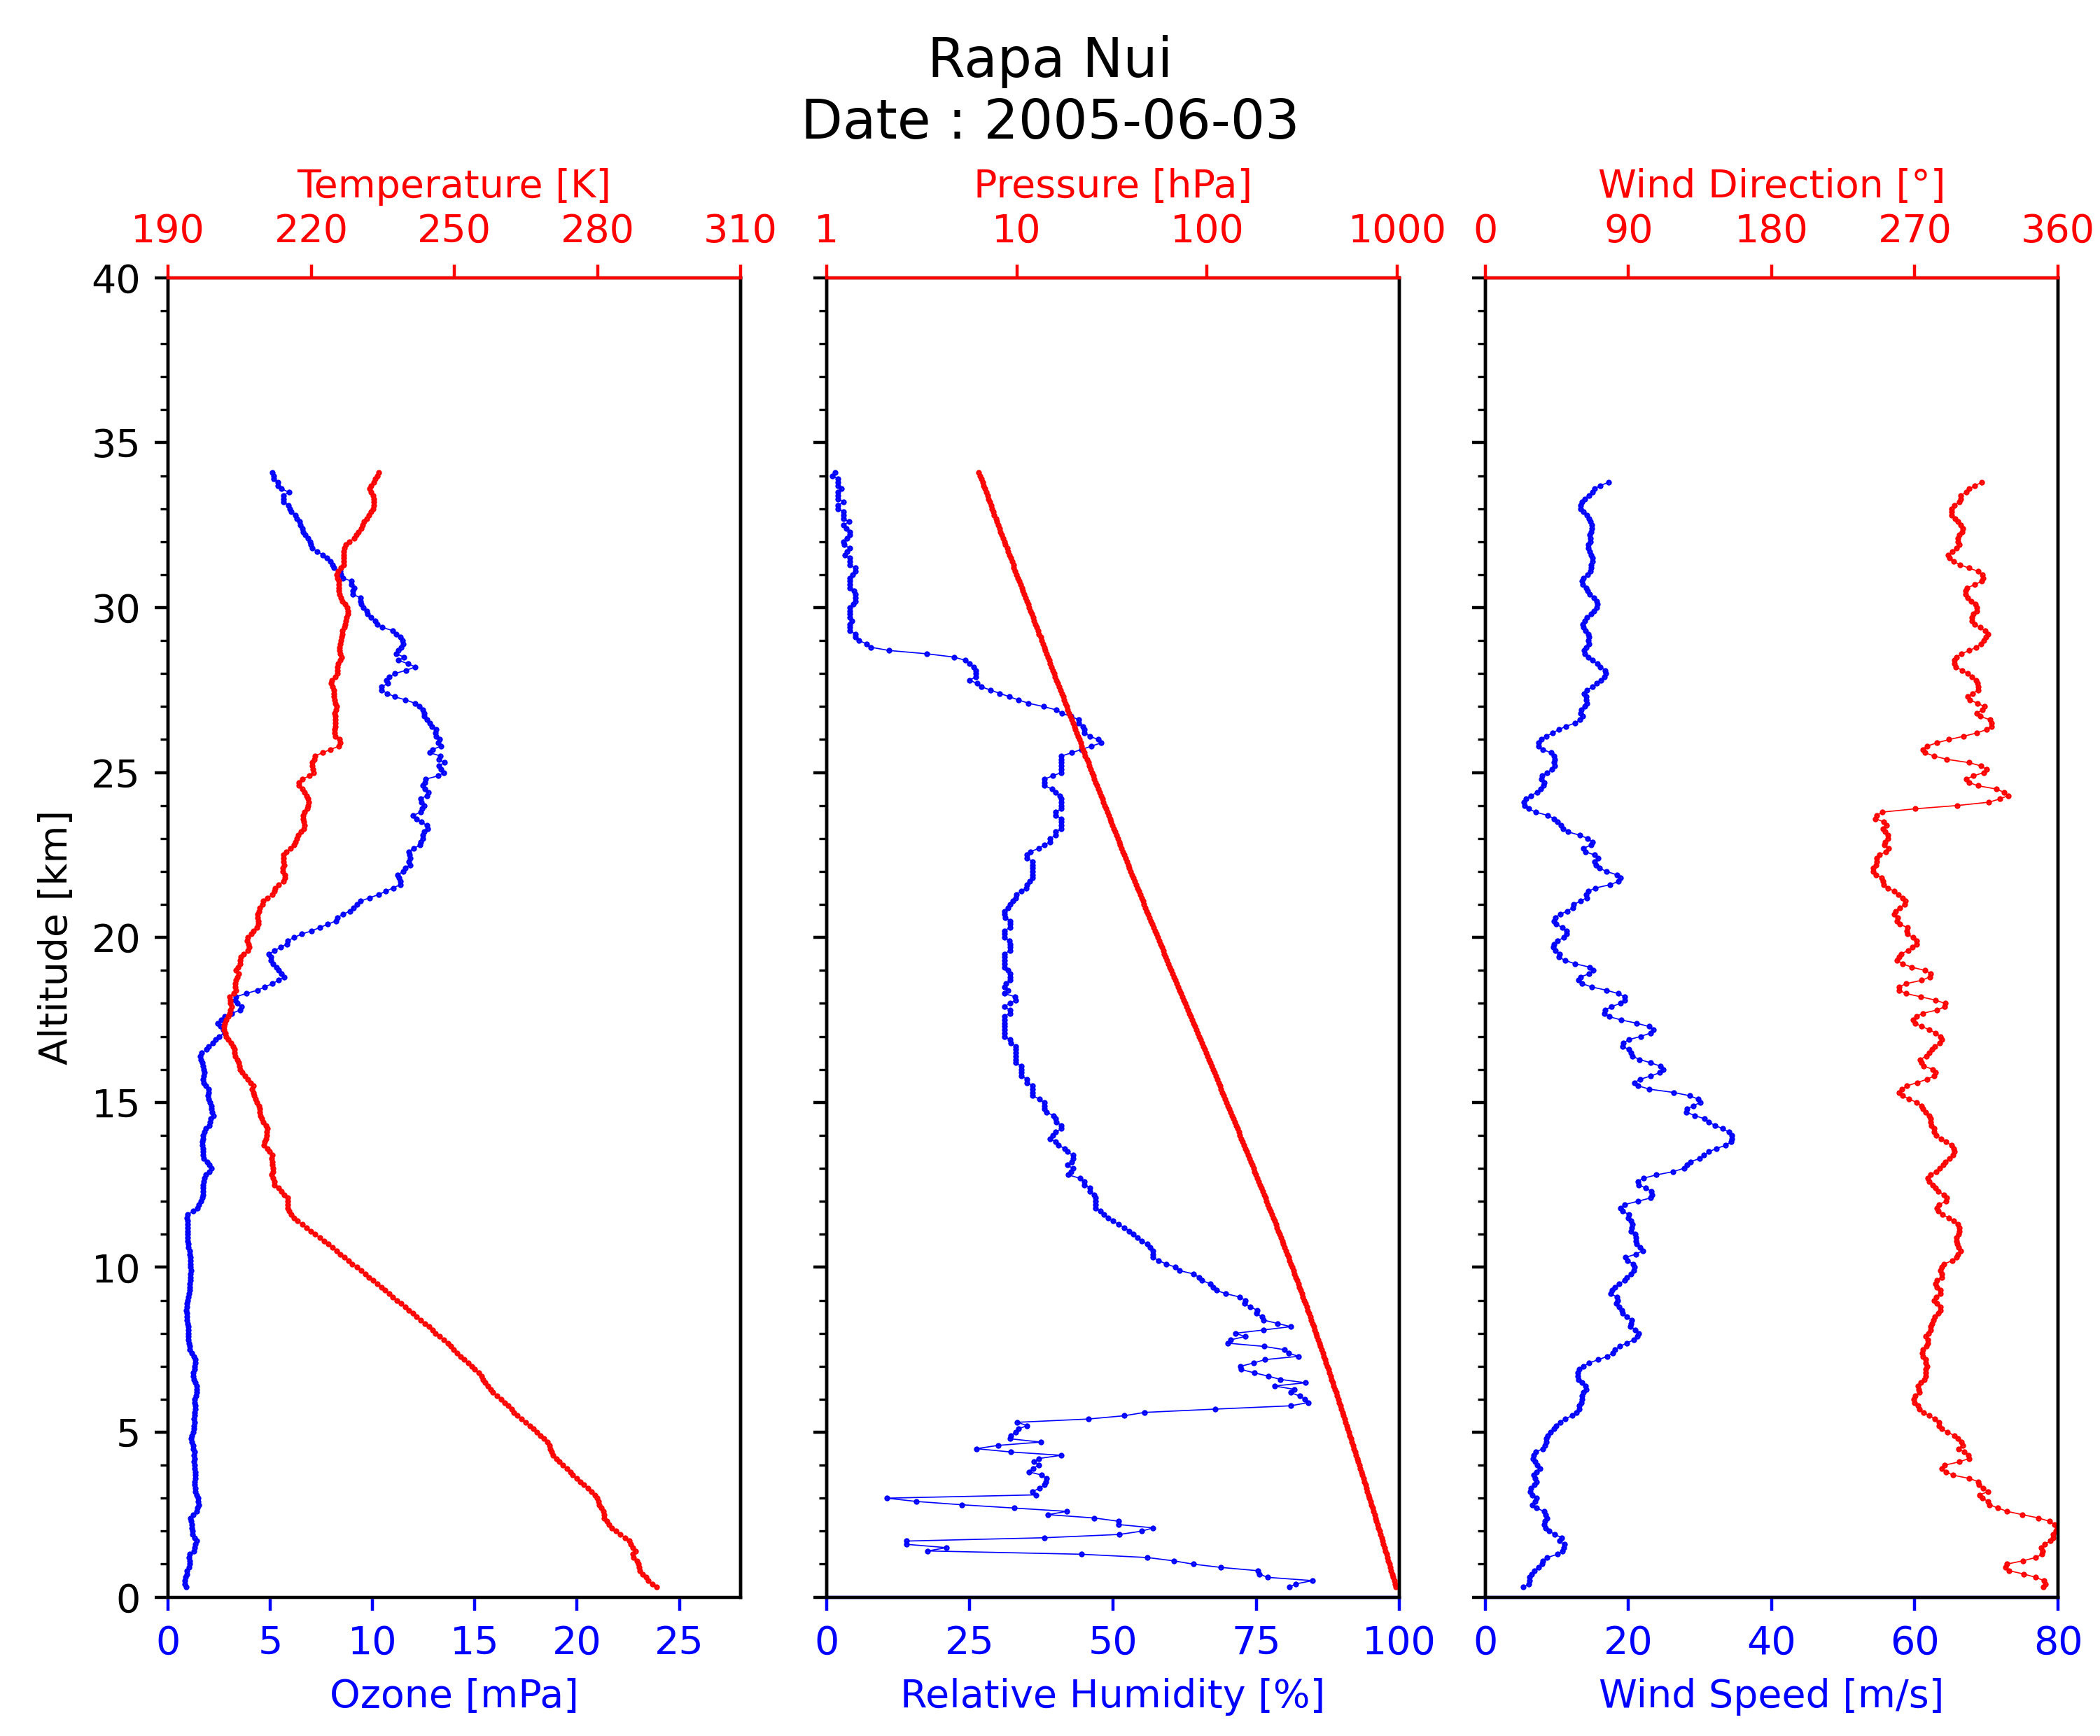 Rapa Nui
Date : 2005-06-03
Temperature [K]
190 220 250 280 310
Pressure [hPa]
1 10 100 1000
Wind Direction [°]
0 90 180 270 360
Altitude [km]
40
35
30
25
20
15
10
5
0
0 5 10 15 20 25
Ozone [mPa]
0 25 50 75 100
Relative Humidity [%]
0 20 40 60 80
Wind Speed [m/s]